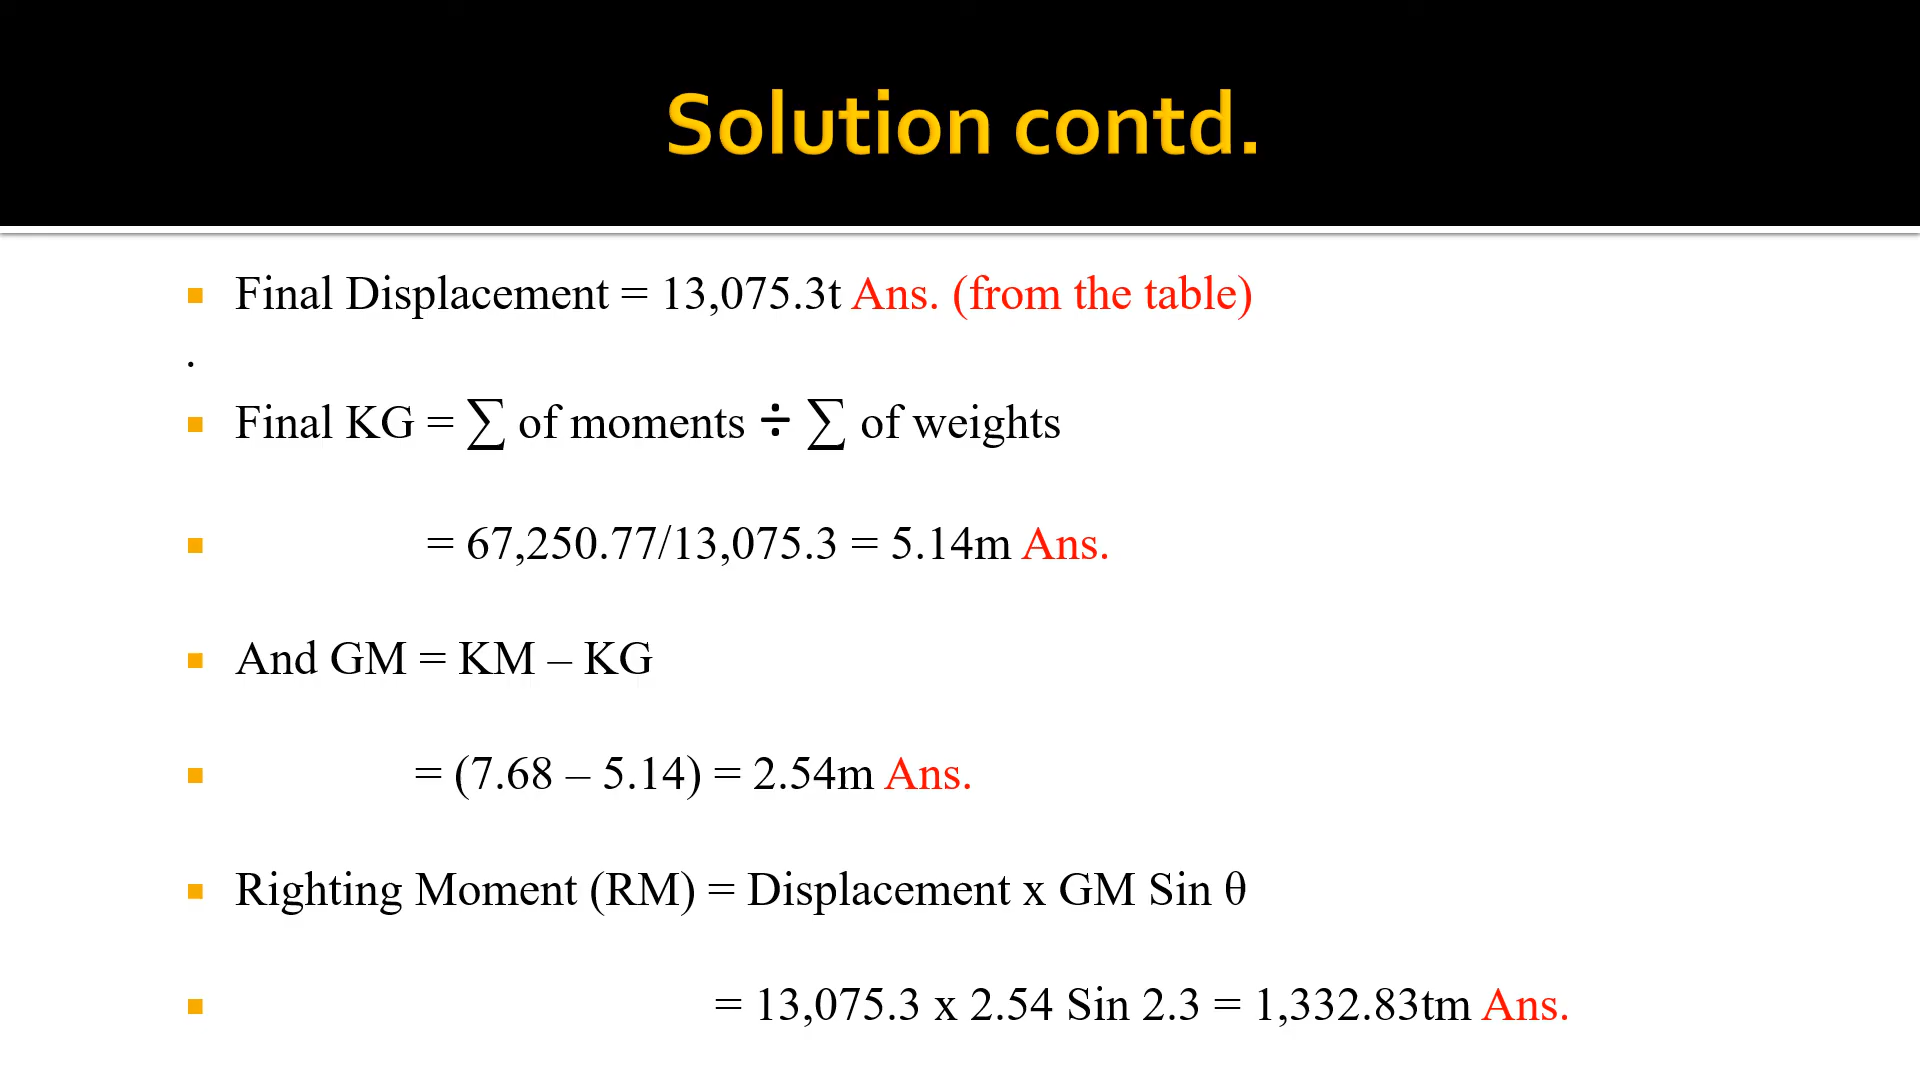 Solution contd.
▪ Final Displacement = 13,075.3t Ans. (from the table)
.
▪ Final KG = ∑ of moments ÷ ∑ of weights
▪ = 67,250.77/13,075.3 = 5.14m Ans.
▪ And GM = KM – KG
▪ = (7.68 – 5.14) = 2.54m Ans.
▪ Righting Moment (RM) = Displacement x GM Sin θ
▪ = 13,075.3 x 2.54 Sin 2.3 = 1,332.83tm Ans.